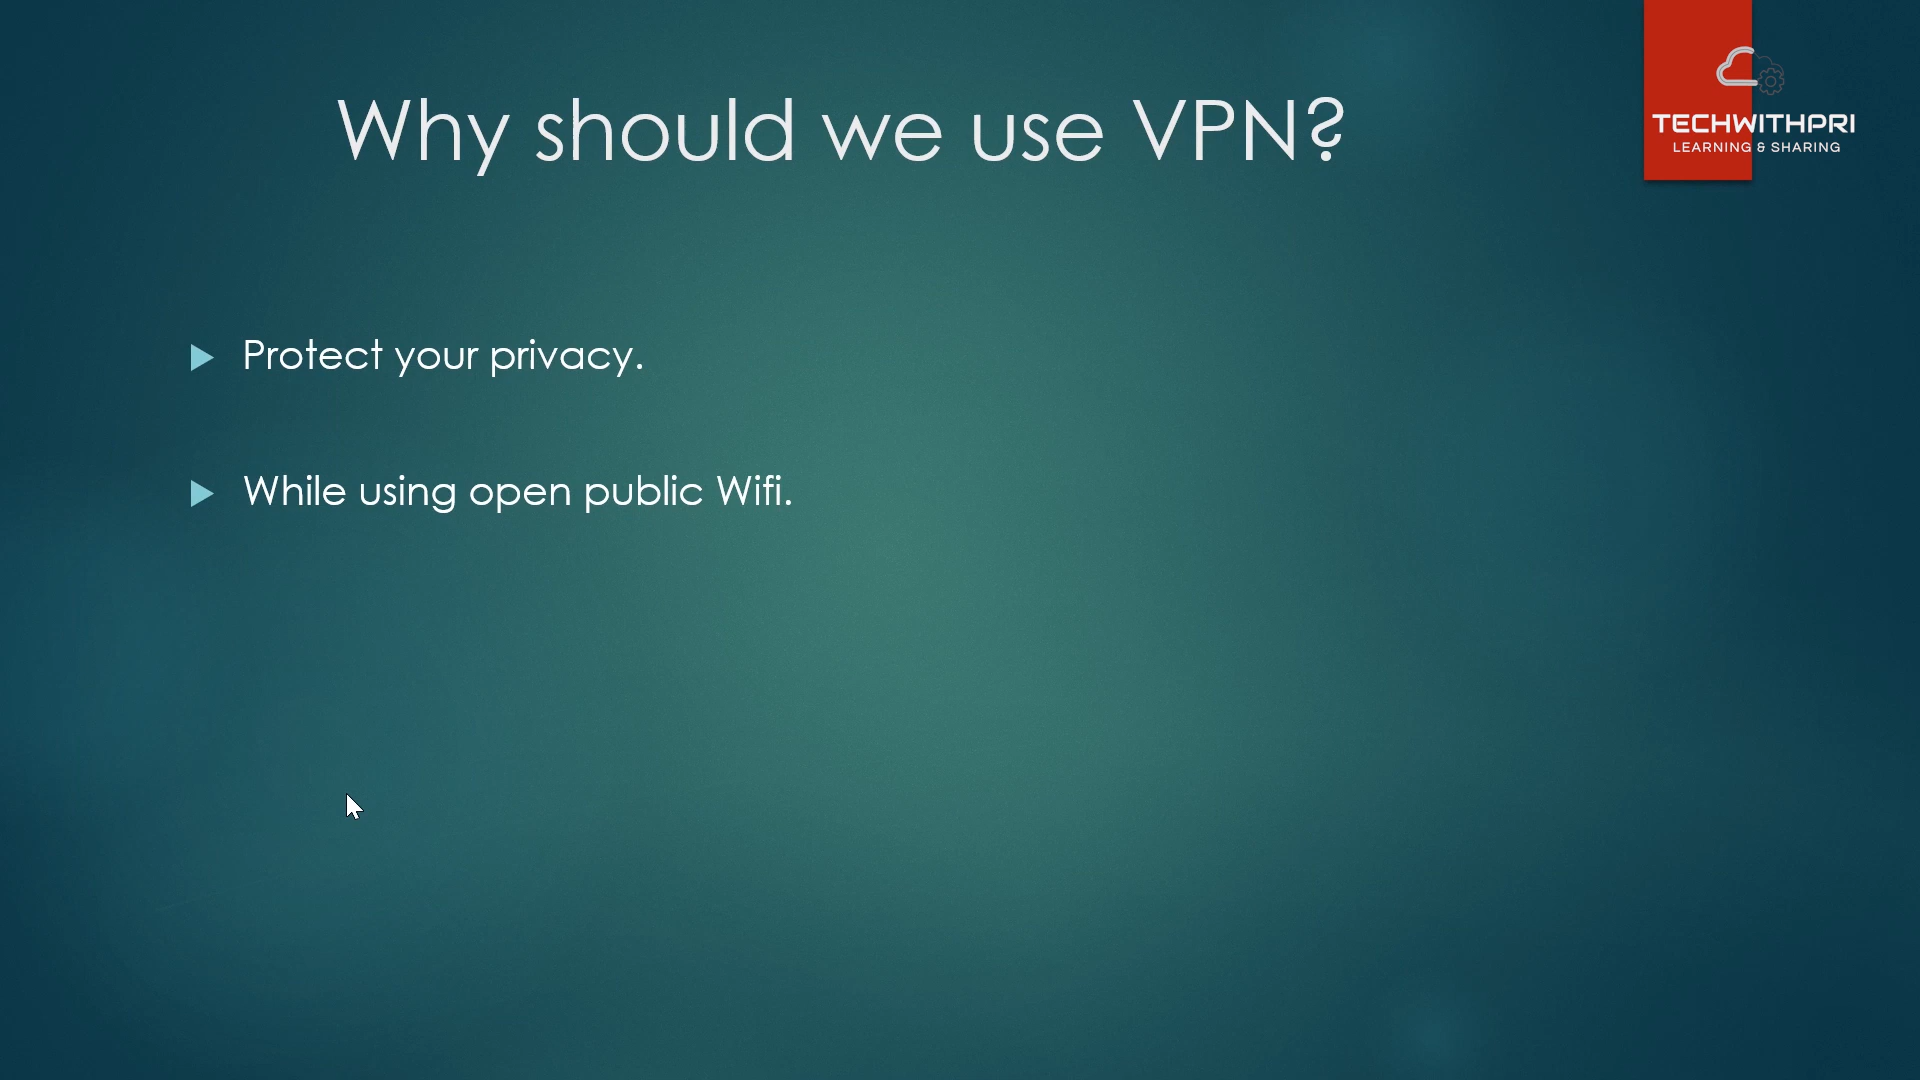 Why should we use VPN?
TECHWITHPRI
LEARNING & SHARING
Protect your privacy.
While using open public Wifi.